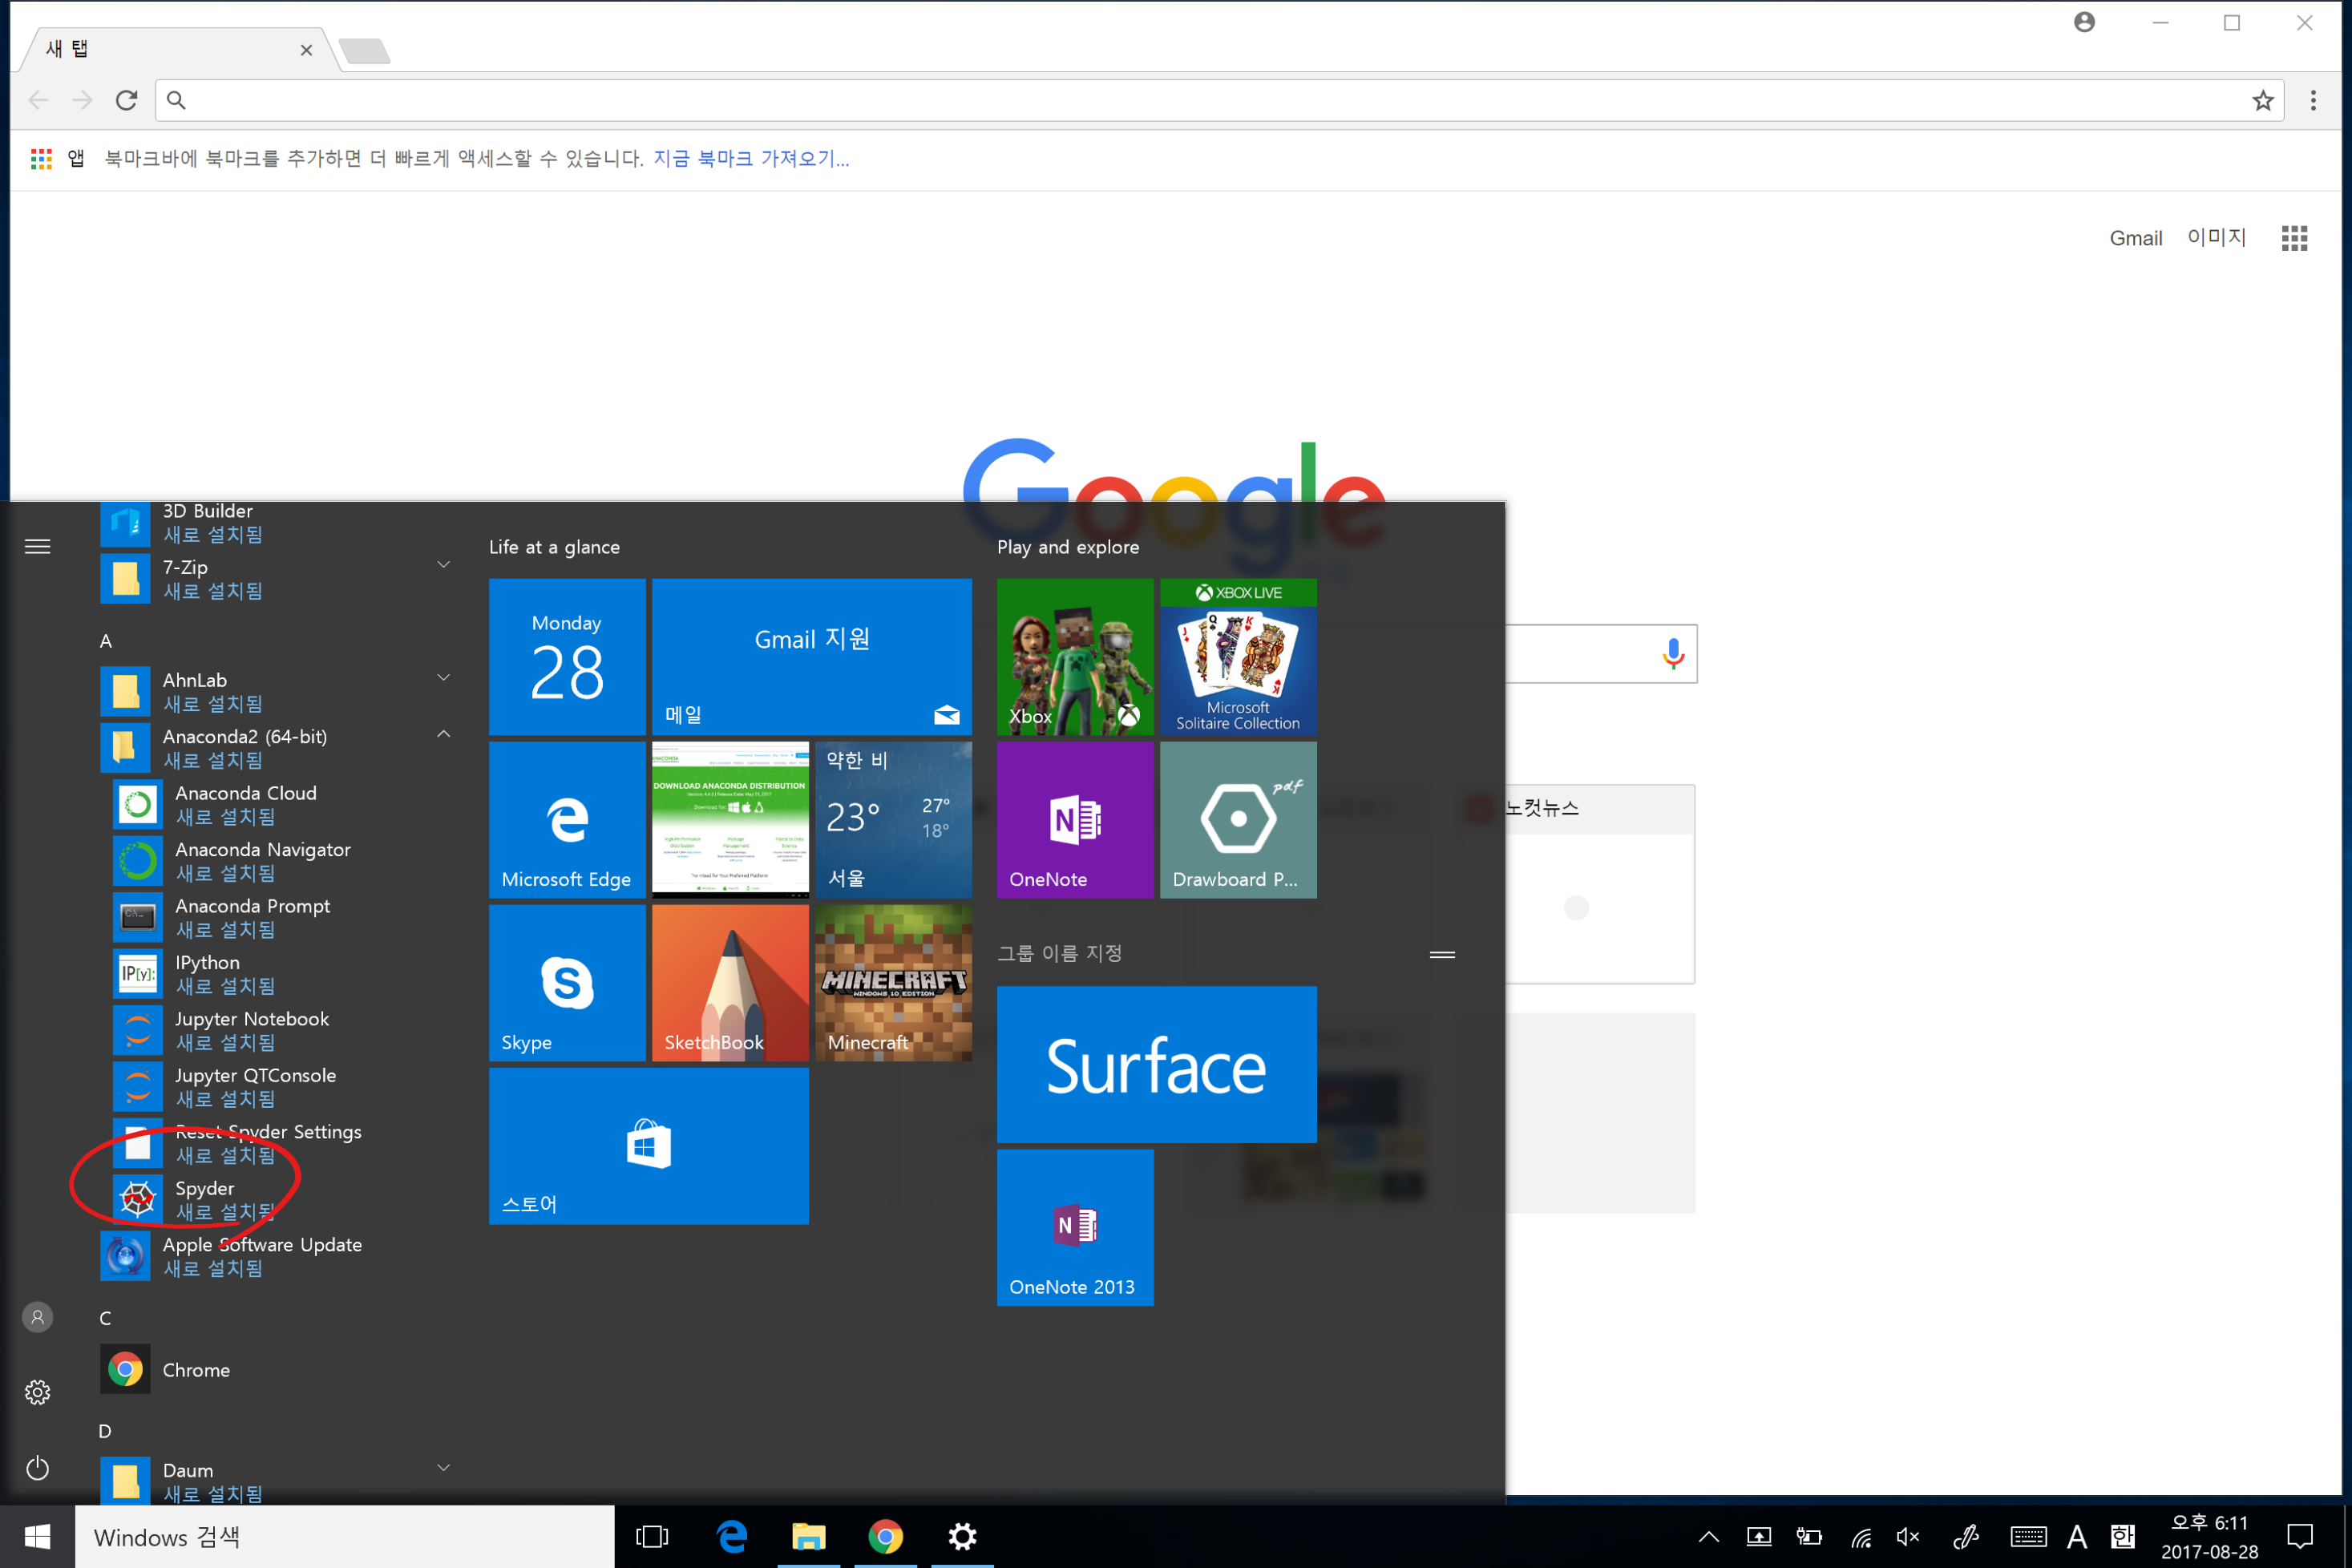 새 탭
앱 북마크바에 북마크를 추가하면 더 빠르게 액세스할 수 있습니다. 지금 북마크 가져오기...
Gmail 이미지
Google
노컷뉴스
3D Builder
새로 설치됨
7-Zip
새로 설치됨
A
AhnLab
새로 설치됨
Anaconda2 (64-bit)
새로 설치됨
Anaconda Cloud
새로 설치됨
Anaconda Navigator
새로 설치됨
Anaconda Prompt
새로 설치됨
IP[y]:
IPython
새로 설치됨
Jupyter Notebook
새로 설치됨
Jupyter QTConsole
새로 설치됨
Reset Spyder Settings
새로 설치됨
Spyder
새로 설치됨
Apple Software Update
새로 설치됨
C
Chrome
D
Daum
새로 설치됨
Life at a glance
Monday
28
Gmail 지원
메일
Microsoft Edge
DOWNLOAD ANACONDA DISTRIBUTION
약한 비
23° 27°
18°
서울
Skype
SketchBook
MINECRAFT
WINDOWS 10 EDITION
Minecraft
스토어
Play and explore
Xbox
XBOX LIVE
Microsoft
Solitaire Collection
OneNote
pdf
Drawboard P...
그룹 이름 지정
Surface
OneNote 2013
Windows 검색
A 한
오후 6:11
2017-08-28